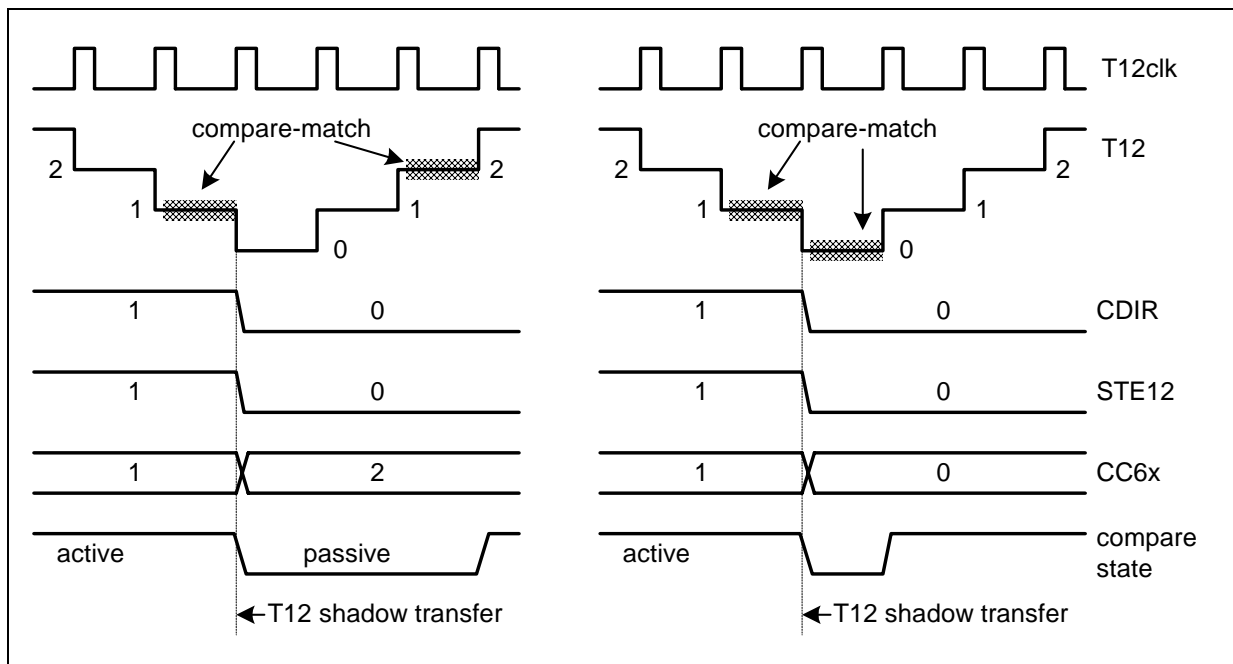 T12clk
compare-match
compare-match
T12
2
2
2
2
1
1
1
1
0
0
1
0
1
0
CDIR
1
0
1
0
STE12
1
2
1
0
CC6x
active
passive
active
compare
state
T12 shadow transfer
T12 shadow transfer